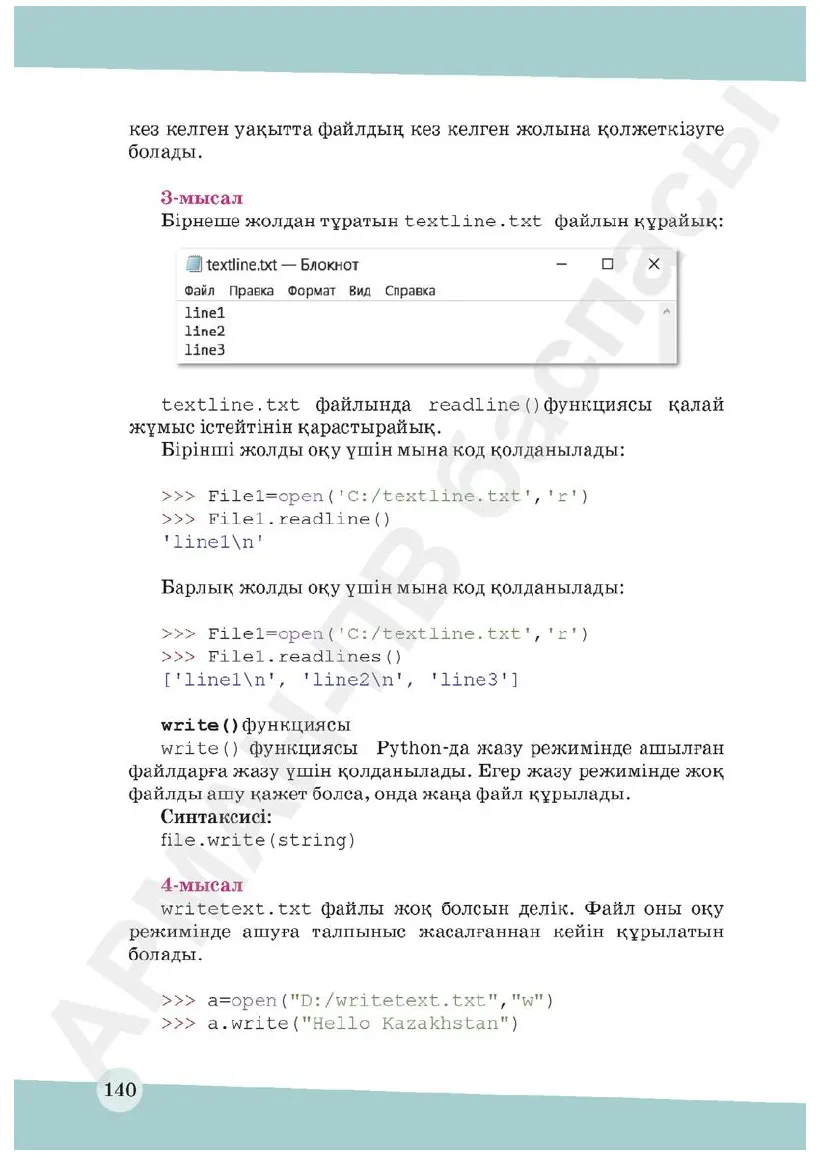 кез келген уақытта файлдың кез келген жолына қолжеткізуге
болады.
3-мысал
Бірнеше жолдан тұратын textline.txt файлын құрайық:
textline.txt — Блокнот
Файл Правка Формат Вид Справка
line1
line2
line3
textline.txt файлында readline()функциясы қалай
жұмыс істейтінін қарастырайық.
Бірінші жолды оқу үшін мына код қолданылады:
>>> File1=open('C:/textline.txt','r')
>>> File1.readline()
'line1\n'
Барлық жолды оқу үшін мына код қолданылады:
>>> File1=open('C:/textline.txt','r')
>>> File1.readlines()
['line1\n', 'line2\n', 'line3']
write()функциясы
write() функциясы Python-да жазу режимінде ашылған
файлдарға жазу үшін қолданылады. Егер жазу режимінде жоқ
файлды ашу қажет болса, онда жаңа файл құрылады.
Синтаксисі:
file.write(string)
4-мысал
writetext.txt файлы жоқ болсын делік. Файл оны оқу
режимінде ашуға талпыныс жасалғаннан кейін құрылатын
болады.
>>> a=open("D:/writetext.txt","w")
>>> a.write("Hello Kazakhstan")
140
АРМАН-ПВ баспасы